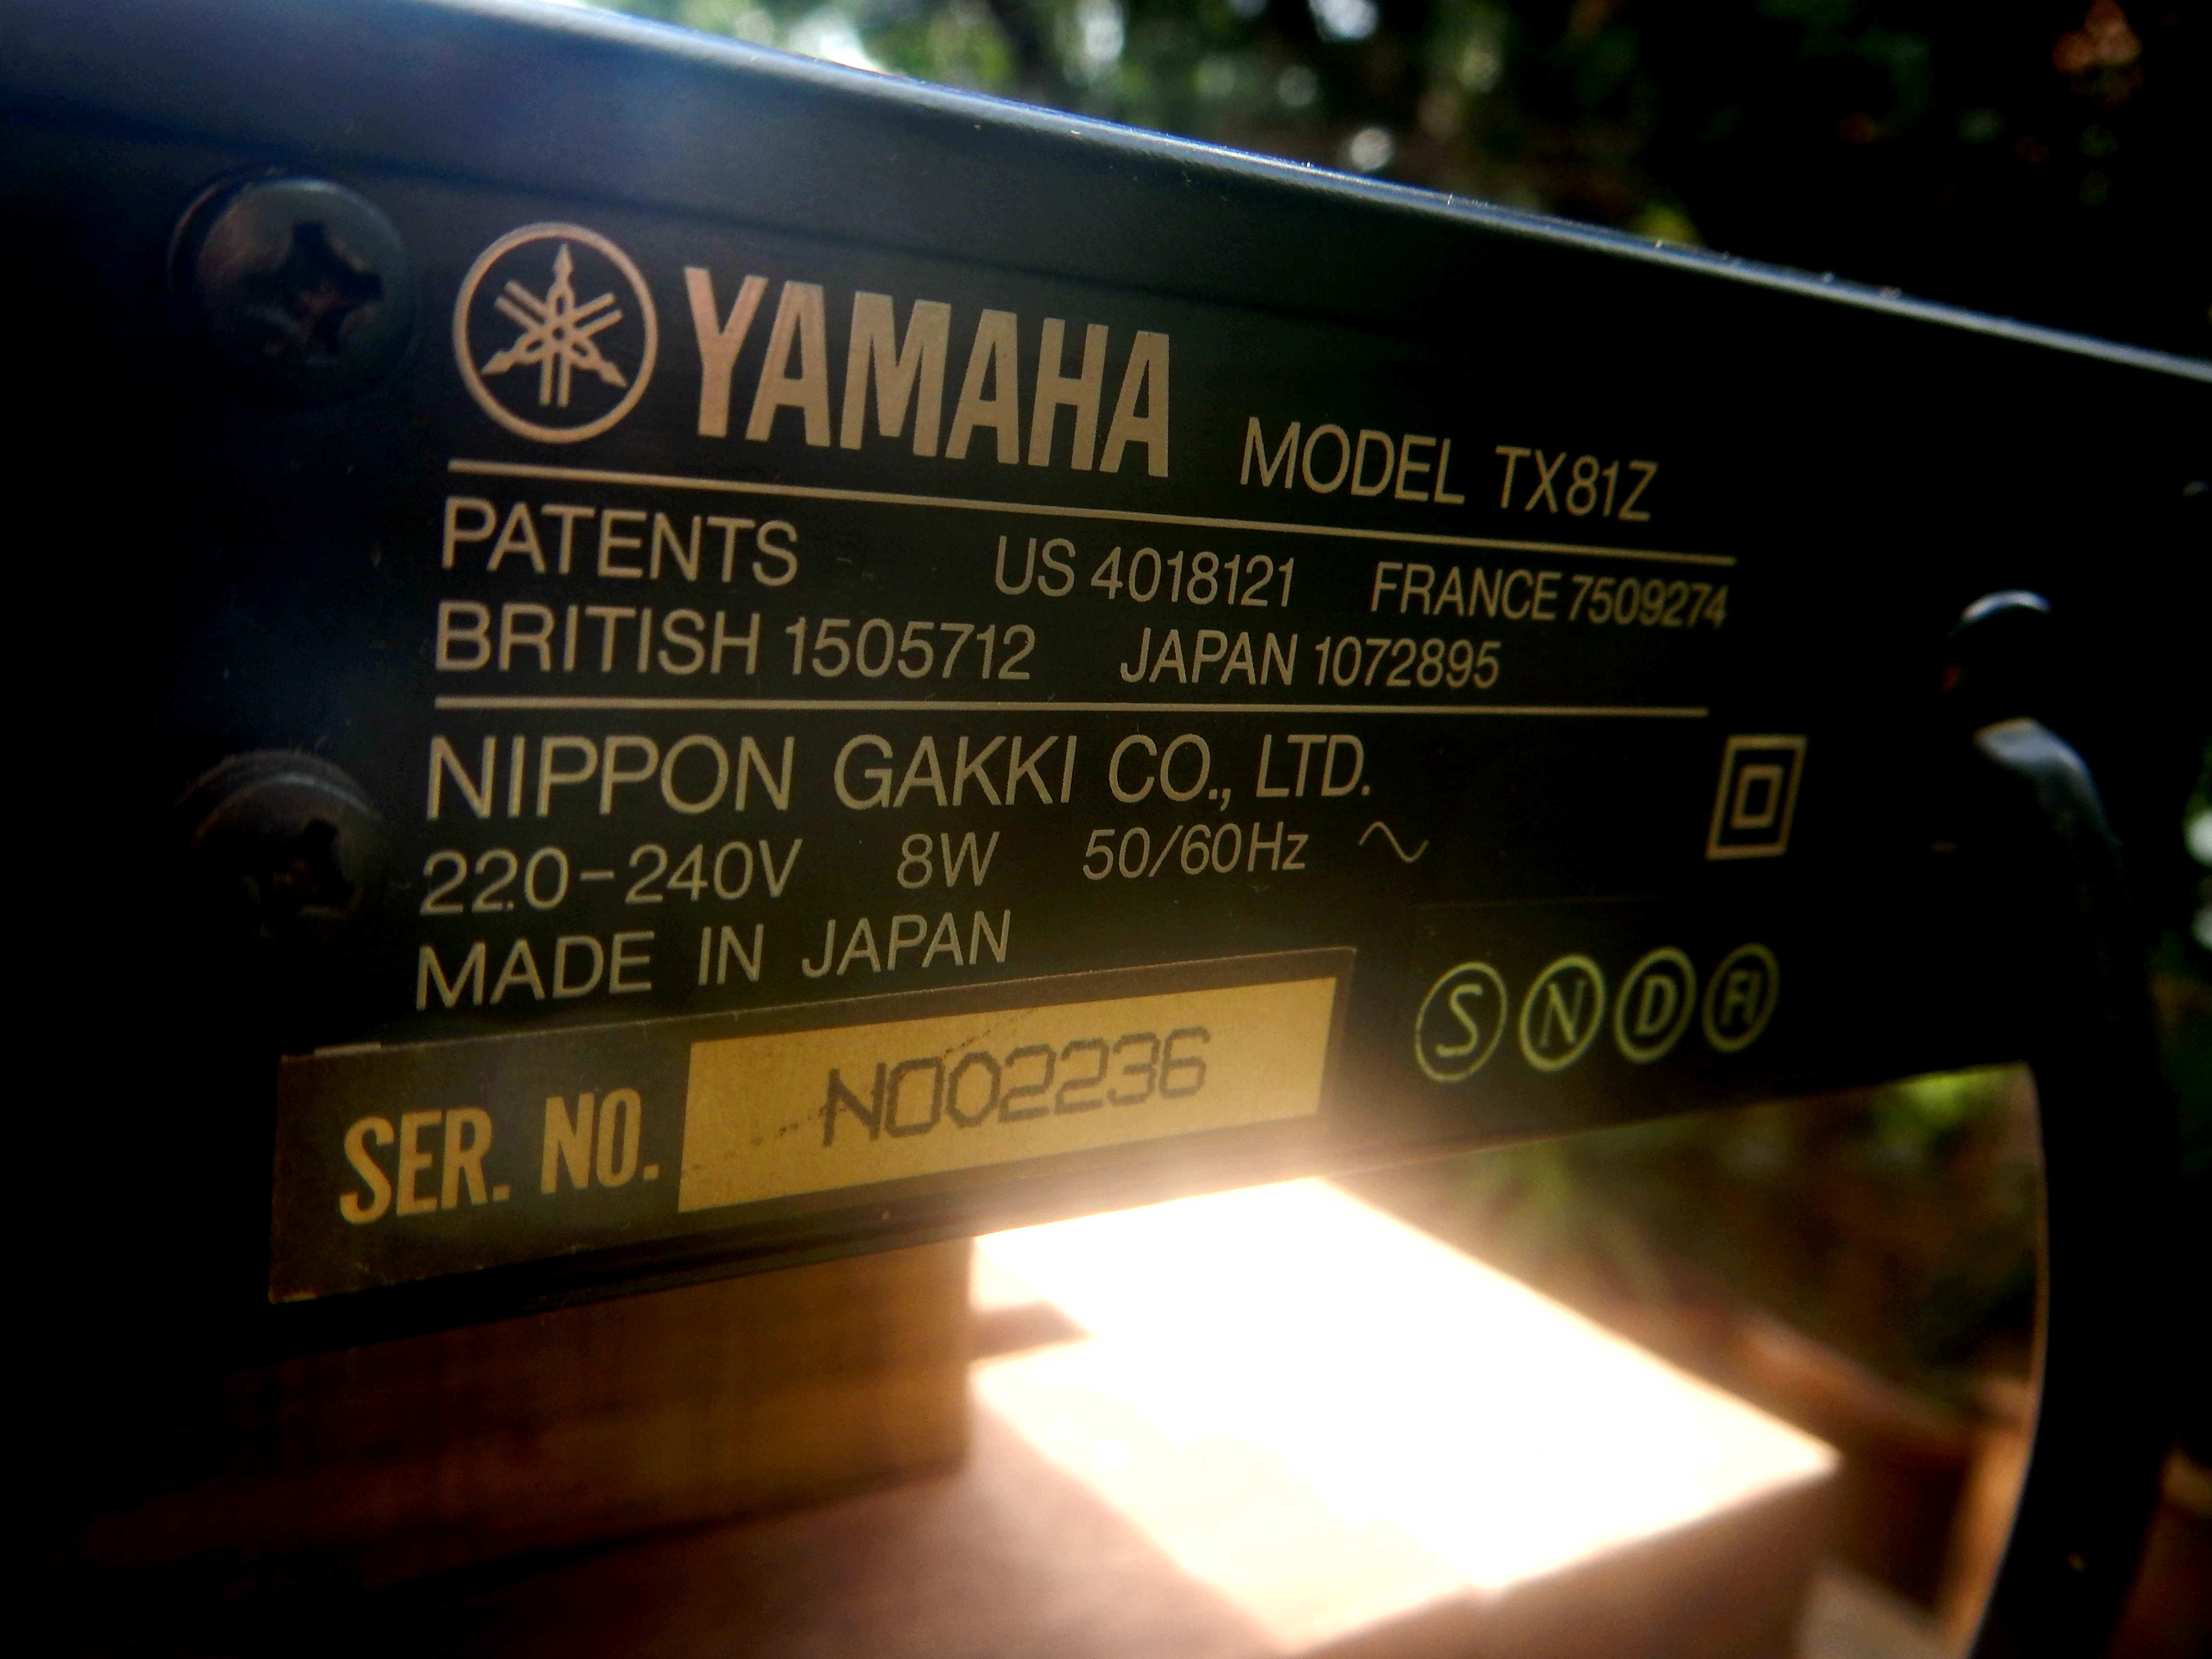 YAMAHA MODEL TX81Z
PATENTS US 4018121 FRANCE 7509274
BRITISH 1505712 JAPAN 1072895
NIPPON GAKKI CO., LTD.
220-240V 8W 50/60Hz ~
MADE IN JAPAN
S N D FI
SER. NO. NO02236